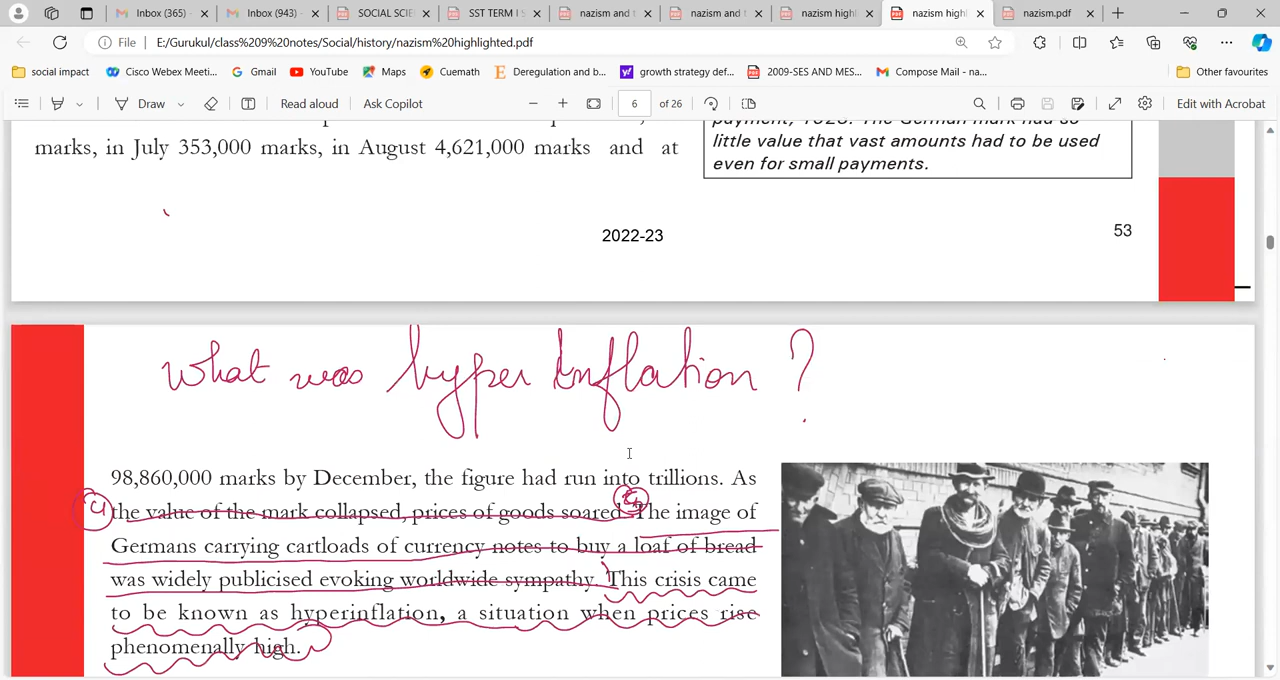 Inbox (365)
Inbox (943)
SOCIAL SCIE
SST TERM I S
nazism and t
nazism and t
nazism highl
nazism highl
nazism.pdf
File
E:/Gurukul/class%209%20notes/Social/history/nazism%20highlighted.pdf
social impact
Cisco Webex Meeti...
Gmail
YouTube
Maps
Cuemath
Deregulation and b...
growth strategy def...
2009-SES AND MES...
Compose Mail - na...
Other favourites
Draw
Read aloud
Ask Copilot
6 of 26
Edit with Acrobat
marks, in July 353,000 marks, in August 4,621,000 marks and at
little value that vast amounts had to be used
even for small payments.
2022-23
53
What was hyper Inflation ?
98,860,000 marks by December, the figure had run into trillions. As
the value of the mark collapsed, prices of goods soared. The image of
Germans carrying cartloads of currency notes to buy a loaf of bread
was widely publicised evoking worldwide sympathy. This crisis came
to be known as hyperinflation, a situation when prices rise
phenomenally high.